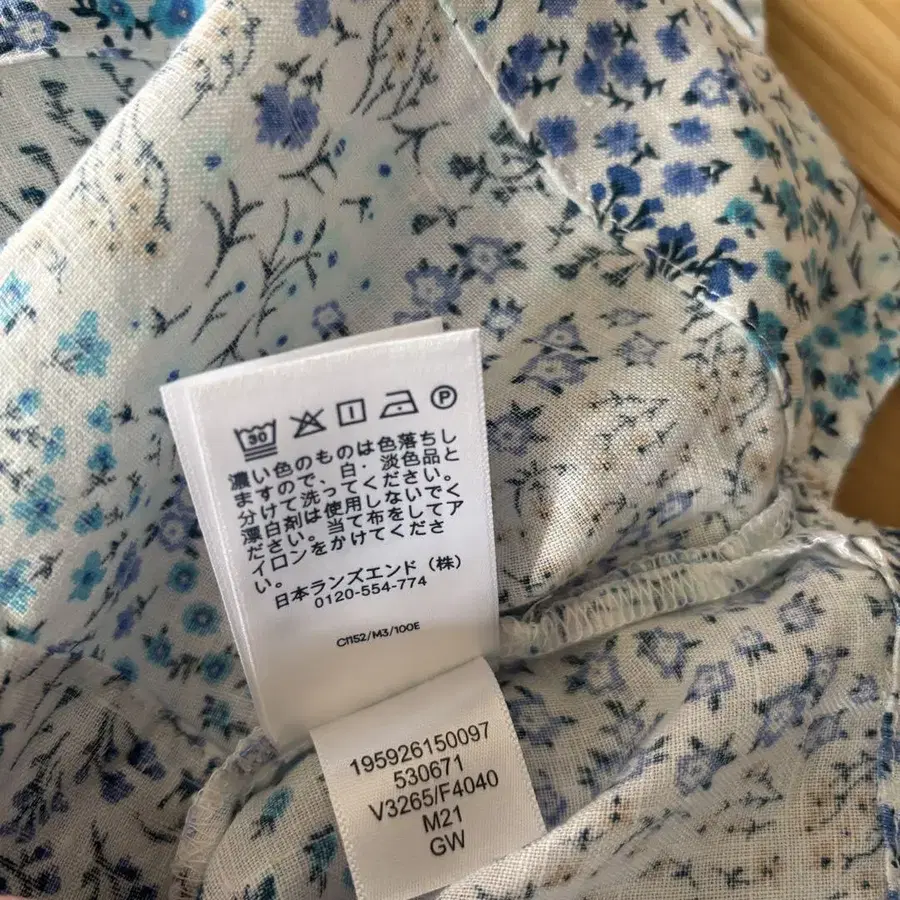 30
P
濃い色のものは色落ちし
ますので、白・淡色品と
分けて洗ってください。
漂白剤は使用しないでく
ださい。当て布をしてア
イロンをかけてくださ
い。
日本ランズエンド（株）
0120-554-774
C1152/M3/100E
195926150097
530671
V3265/F4040
M21
GW